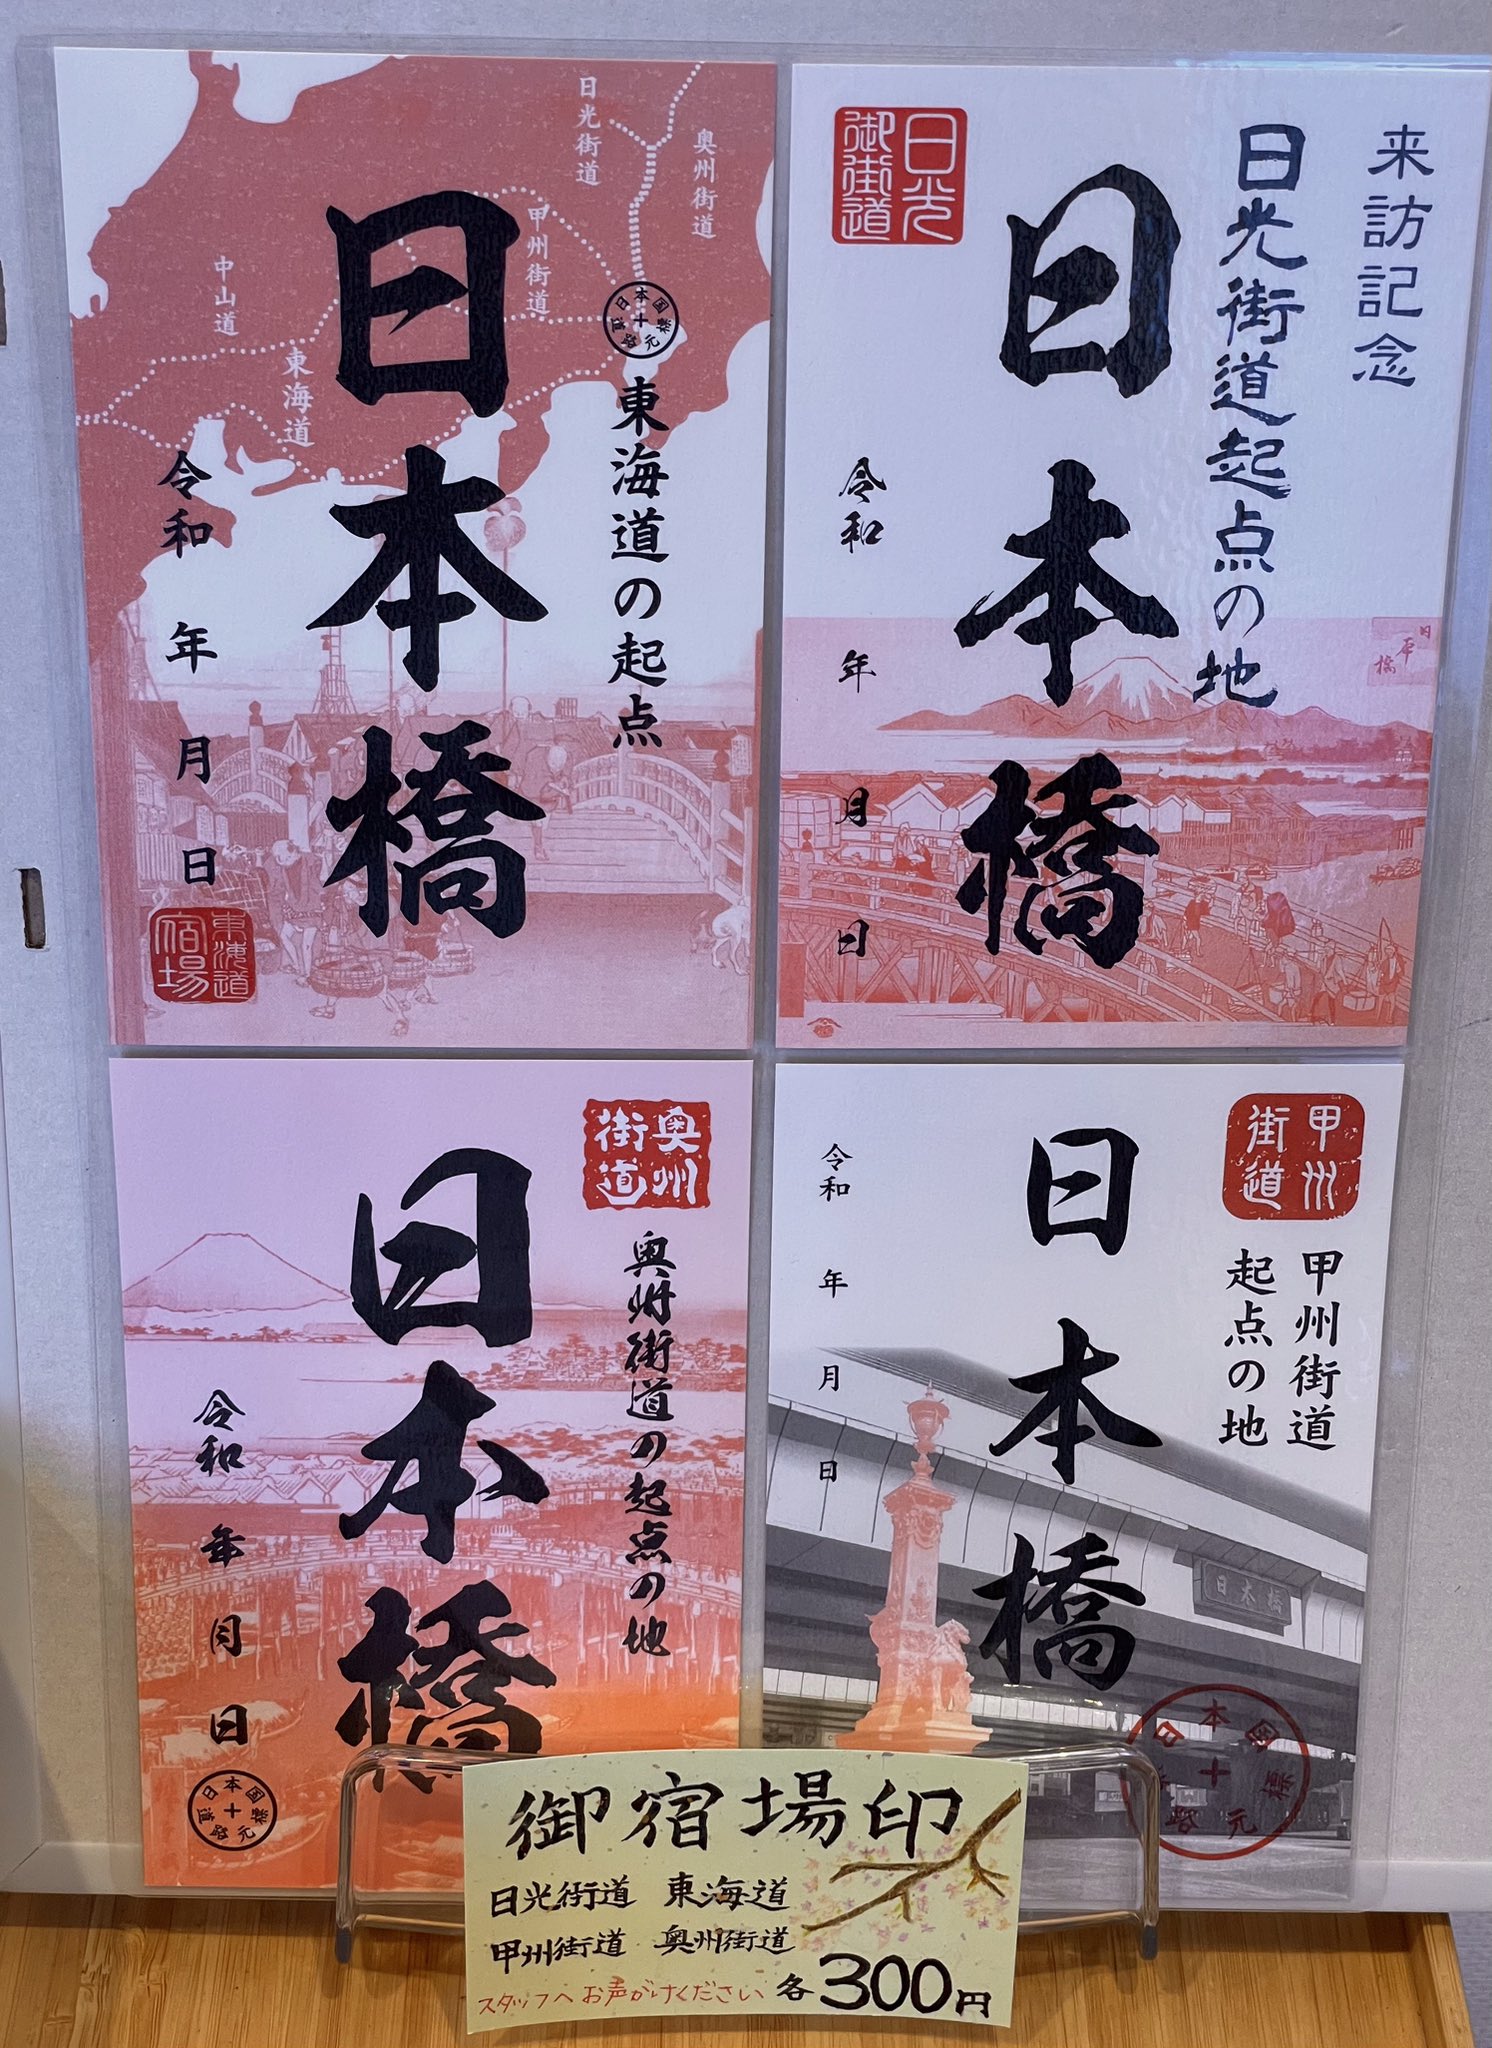 日光街道
奥州街道
甲州街道
中山道
東海道
日本国道路元標
東海道の起点
日本橋
令和 年 月 日
東海道
宿場
来訪記念
日光街道起点の地
日本橋
日光
御街道
令和 年 月 日
日本橋
奥州
街道
奥州街道の起点の地
日本橋
令和 年 月 日
日本国道路元標
甲州
街道
甲州街道
起点の地
日本橋
令和 年 月 日
日本橋
日本国道路元標
御宿場印
日光街道 東海道
甲州街道 奥州街道
スタッフへお声がけください 各300円